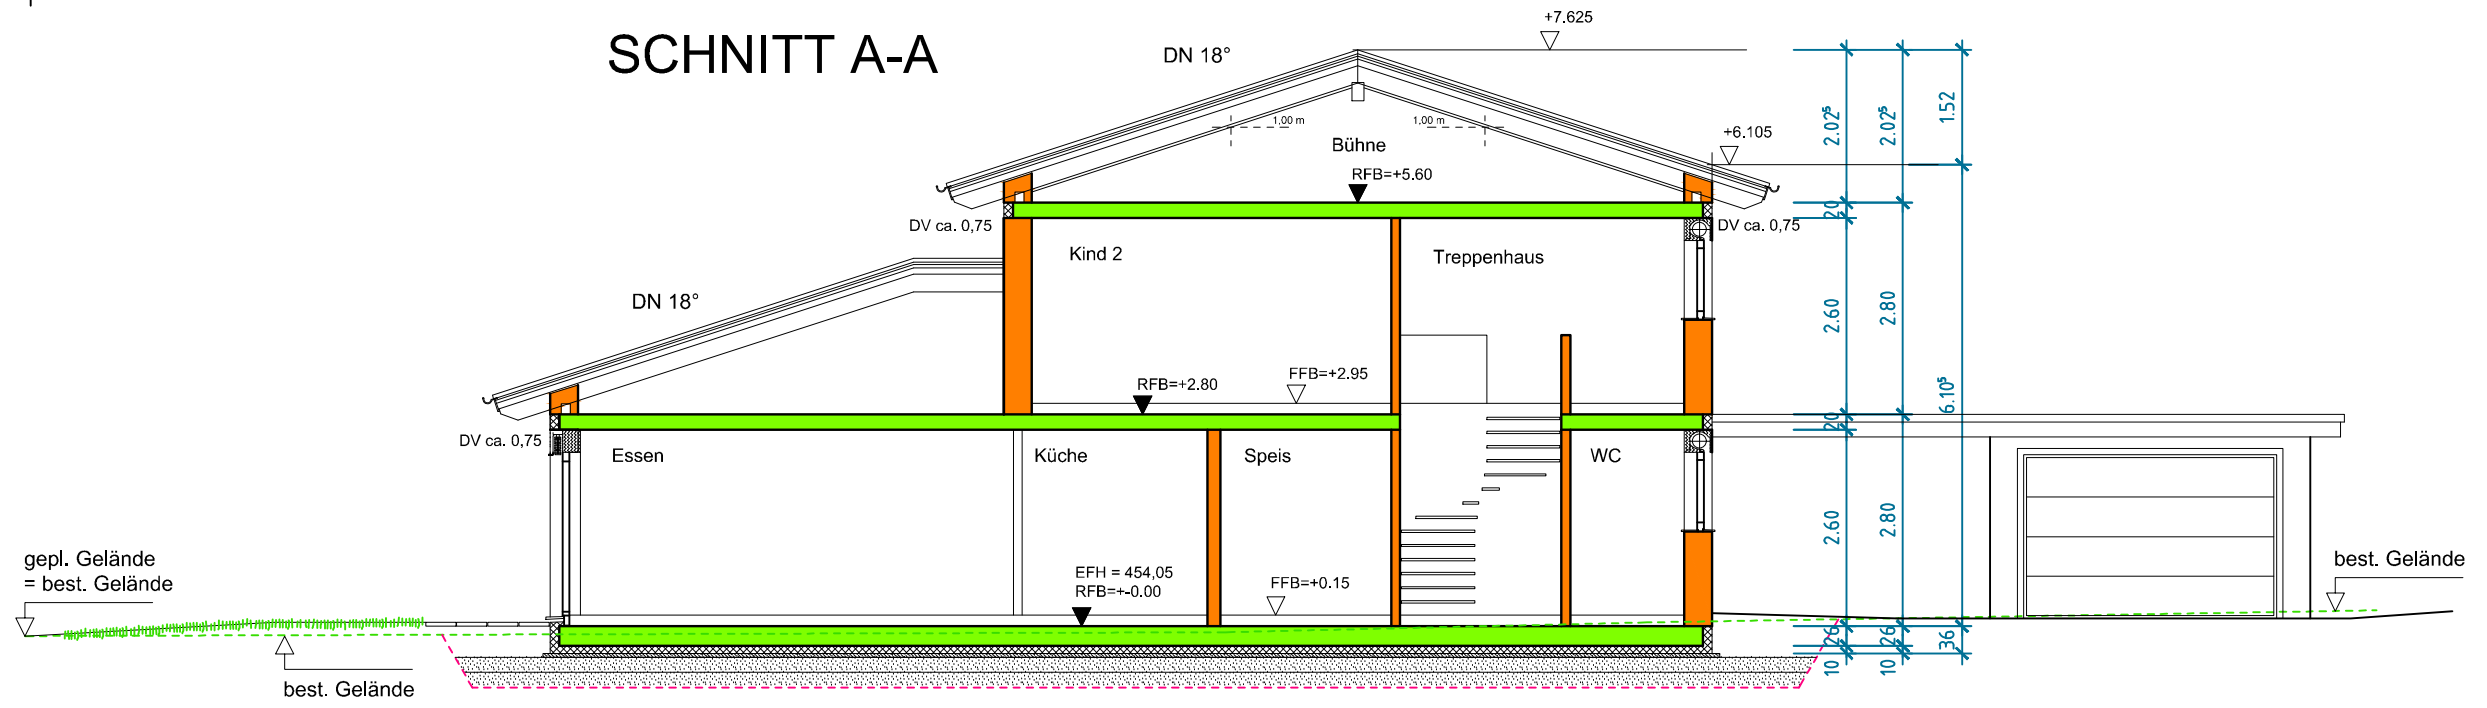 +7.625
SCHNITT A-A
DN 18°
1,00 m
1,00 m
+6.105
Bühne
RFB=+5.60
DV ca. 0,75
DV ca. 0,75
Kind 2
Treppenhaus
DN 18°
RFB=+2.80
FFB=+2.95
DV ca. 0,75
Essen
Küche
Speis
WC
EFH = 454,05
RFB=+-0.00
FFB=+0.15
gepl. Gelände
= best. Gelände
best. Gelände
best. Gelände
2.02⁵
20
2.60
20
2.60
26
10
2.02⁵
2.80
2.80
26
10
1.52
6.10⁵
36